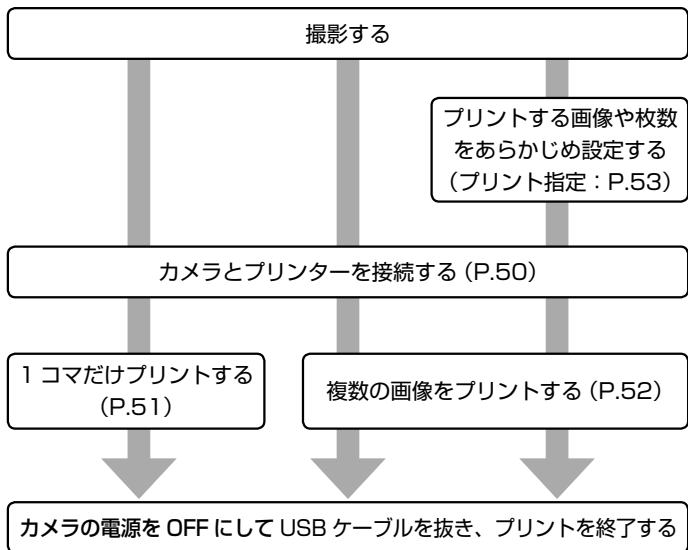 撮影する
プリントする画像や枚数
をあらかじめ設定する
（プリント指定：P.53）
カメラとプリンターを接続する（P.50）
1 コマだけプリントする
（P.51）
複数の画像をプリントする（P.52）
カメラの電源を OFF にして USB ケーブルを抜き、プリントを終了する